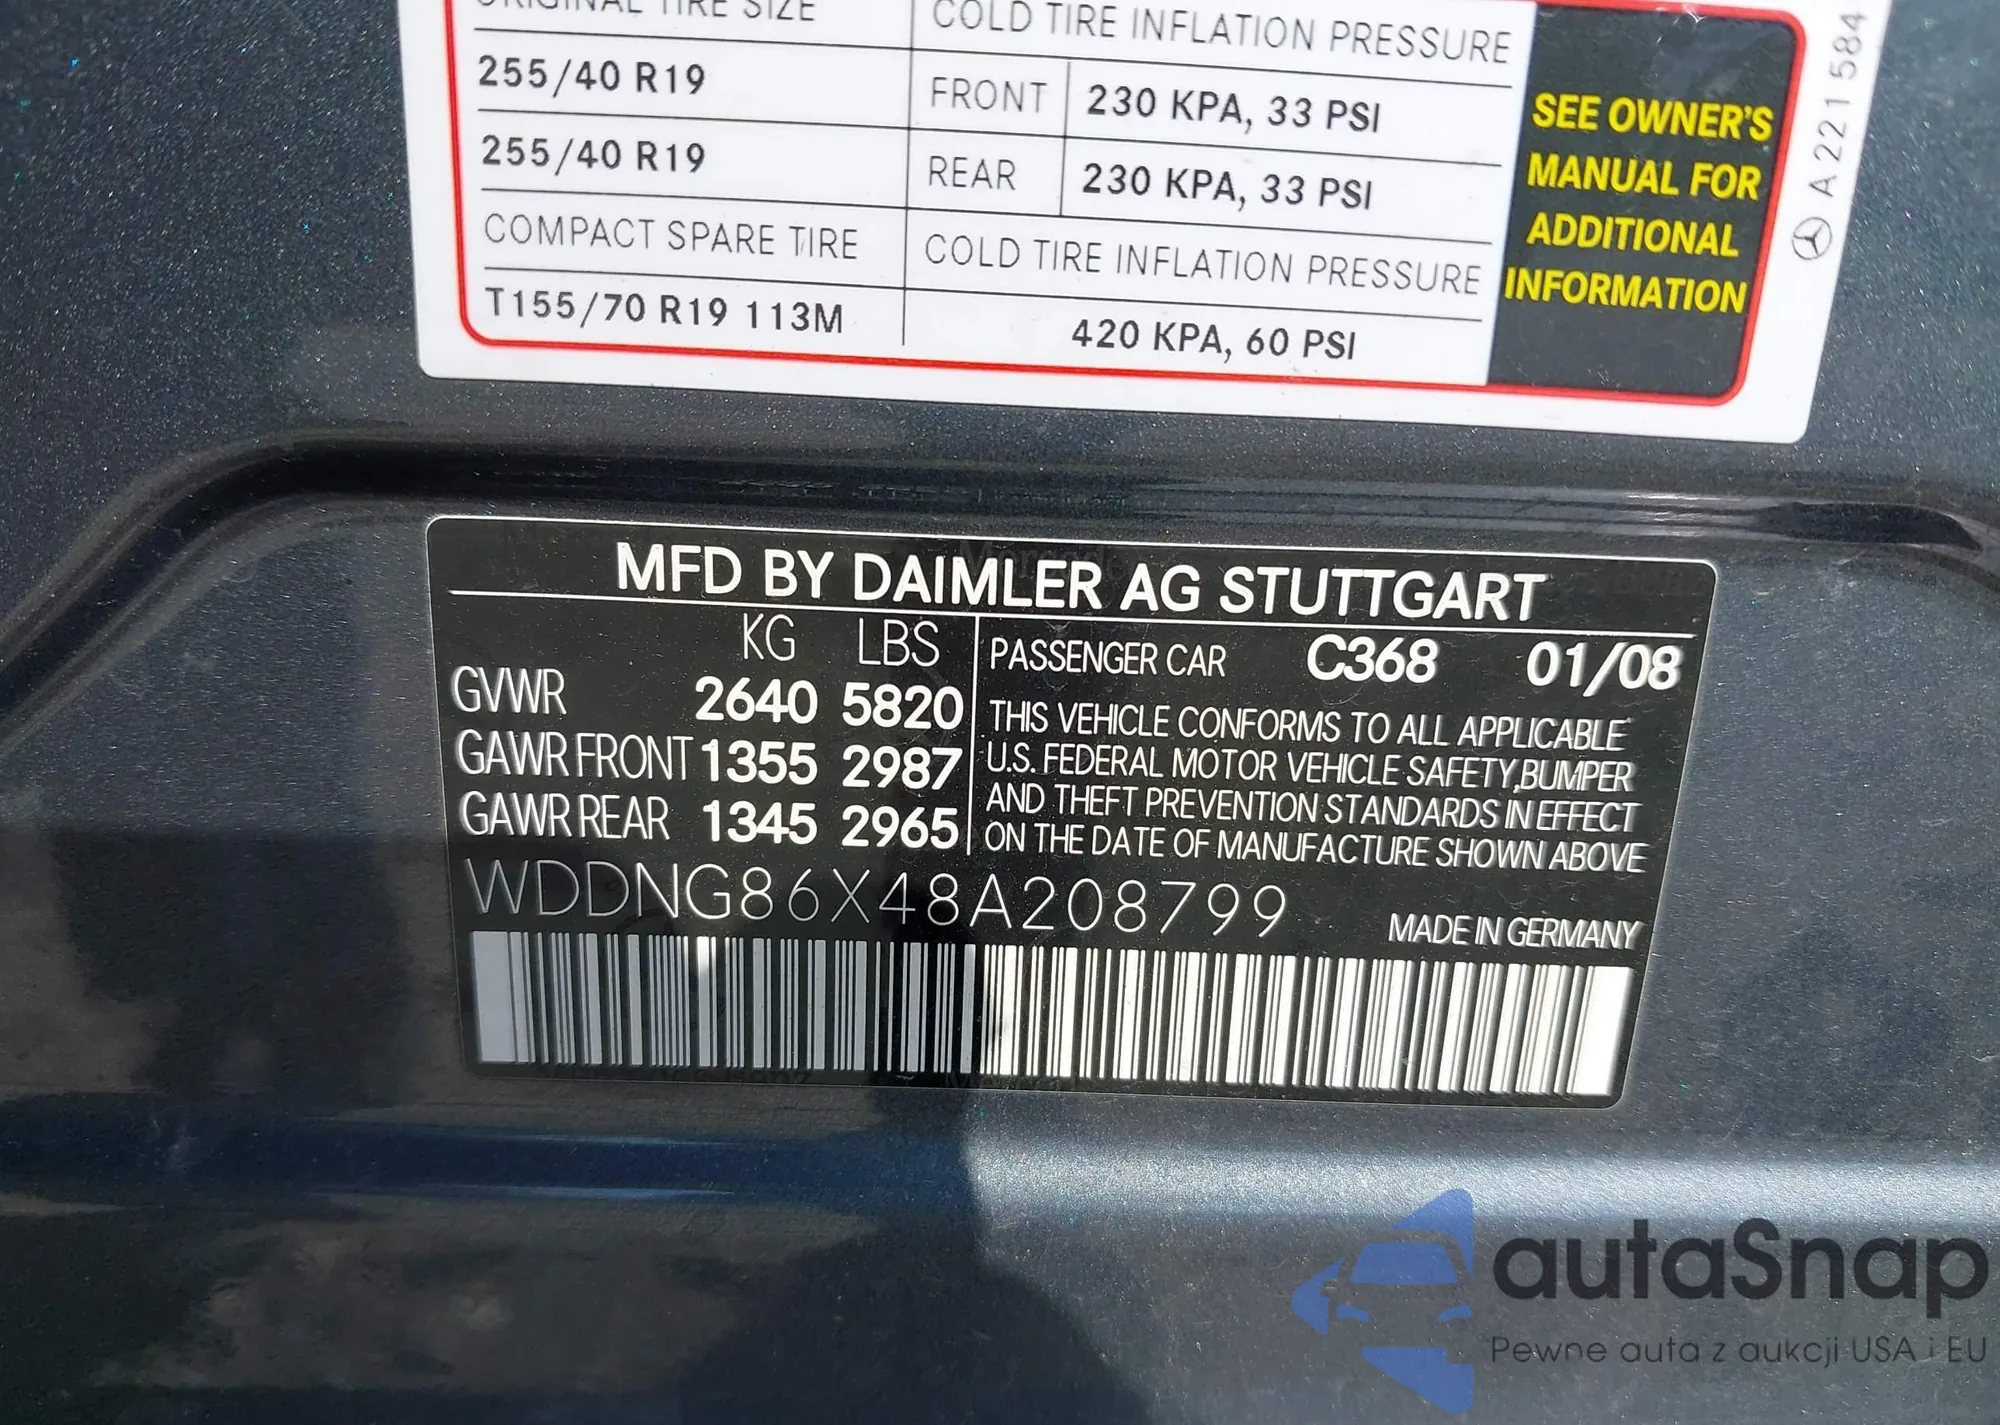 ORIGINAL TIRE SIZE COLD TIRE INFLATION PRESSURE
255/40 R19 FRONT 230 KPA, 33 PSI
255/40 R19 REAR 230 KPA, 33 PSI
COMPACT SPARE TIRE COLD TIRE INFLATION PRESSURE
T155/70 R19 113M 420 KPA, 60 PSI
SEE OWNER'S
MANUAL FOR
ADDITIONAL
INFORMATION
A 221 584
MFD BY DAIMLER AG STUTTGART
KG LBS
GVWR 2640 5820
GAWR FRONT 1355 2987
GAWR REAR 1345 2965
PASSENGER CAR C368 01/08
THIS VEHICLE CONFORMS TO ALL APPLICABLE
U.S. FEDERAL MOTOR VEHICLE SAFETY,BUMPER
AND THEFT PREVENTION STANDARDS IN EFFECT
ON THE DATE OF MANUFACTURE SHOWN ABOVE
WDDNG86X48A208799
MADE IN GERMANY
autaSnap
Pewne auta z aukcji USA i EU